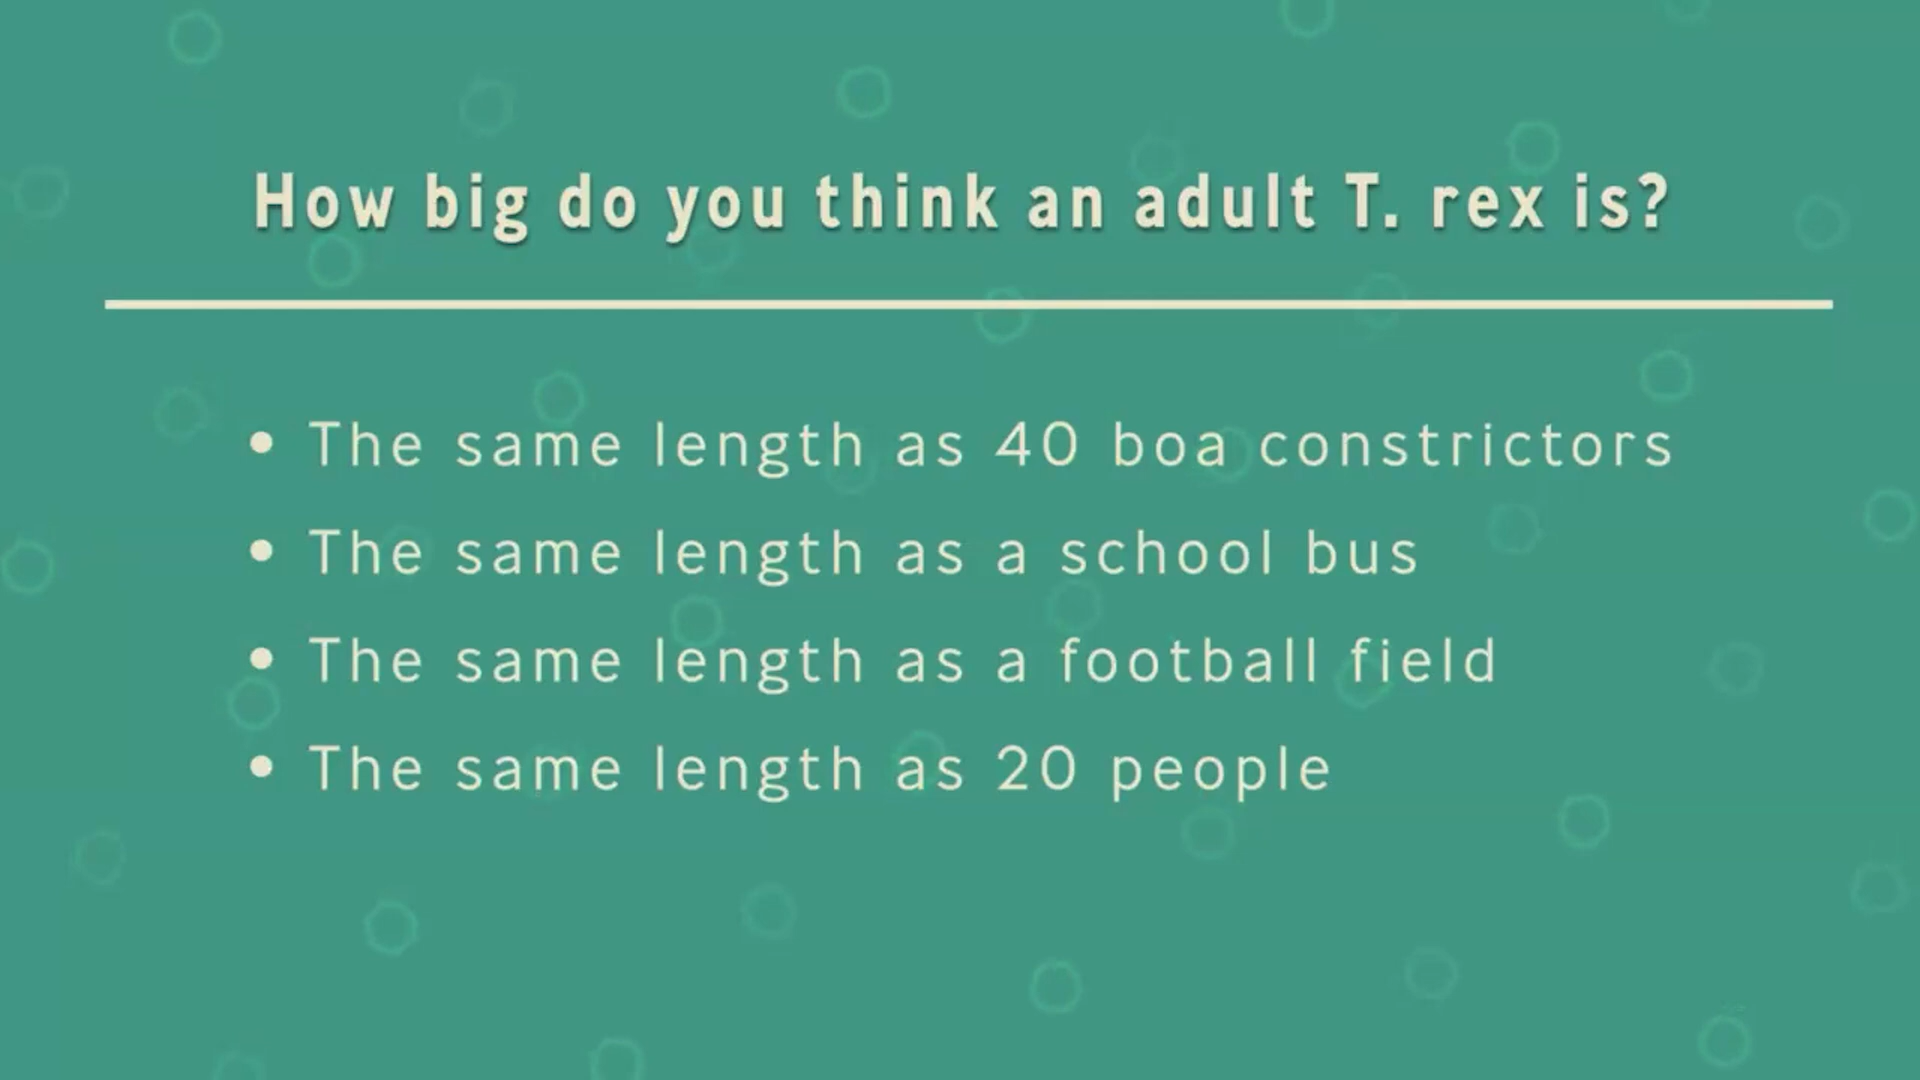 How big do you think an adult T. rex is?
• The same length as 40 boa constrictors
• The same length as a school bus
• The same length as a football field
• The same length as 20 people